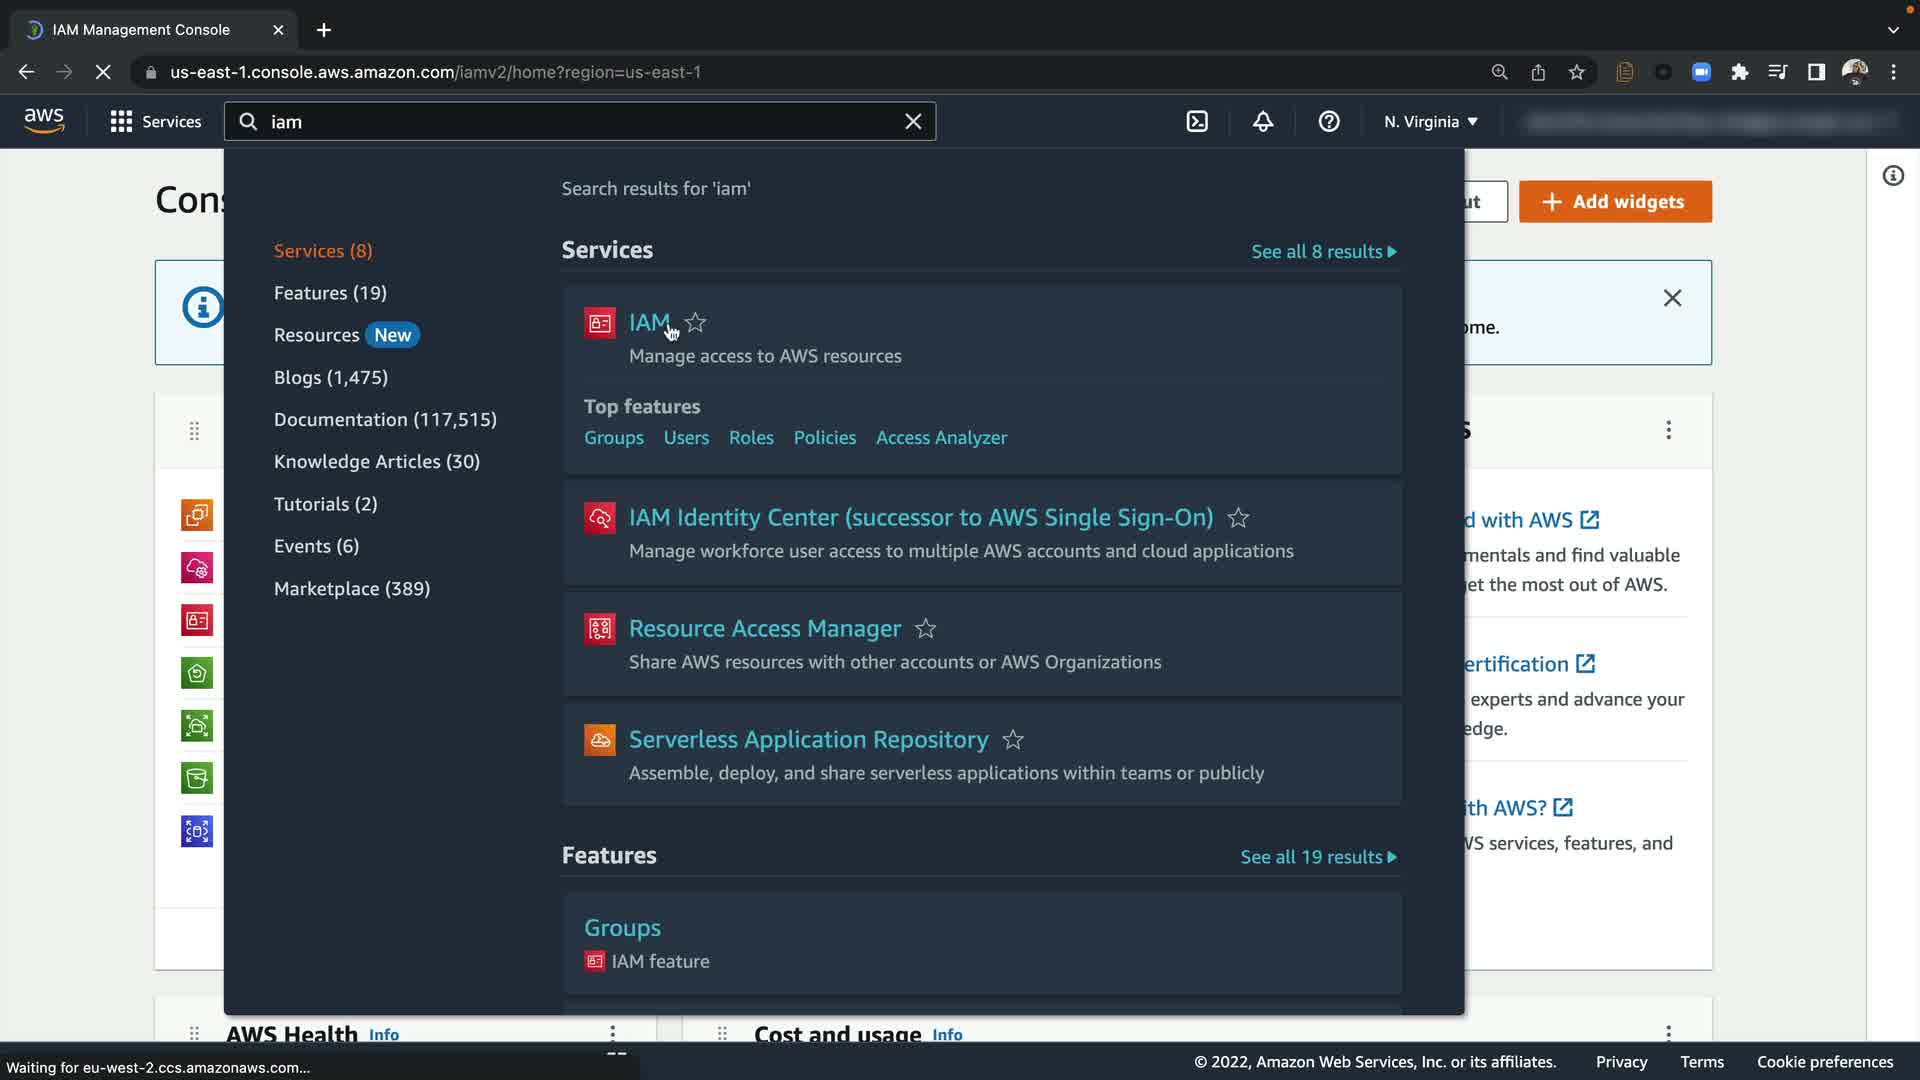 IAM Management Console
us-east-1.console.aws.amazon.com/iamv2/home?region=us-east-1
aws
Services
iam
N. Virginia
Cons
ut
Add widgets
ome.
Search results for 'iam'
Services (8)
Features (19)
Resources New
Blogs (1,475)
Documentation (117,515)
Knowledge Articles (30)
Tutorials (2)
Events (6)
Marketplace (389)
Services
See all 8 results
IAM
Manage access to AWS resources
Top features
Groups Users Roles Policies Access Analyzer
IAM Identity Center (successor to AWS Single Sign-On)
Manage workforce user access to multiple AWS accounts and cloud applications
Resource Access Manager
Share AWS resources with other accounts or AWS Organizations
Serverless Application Repository
Assemble, deploy, and share serverless applications within teams or publicly
Features
See all 19 results
Groups
IAM feature
S
d with AWS
mentals and find valuable
et the most out of AWS.
ertification
experts and advance your
edge.
ith AWS?
WS services, features, and
AWS Health Info
Cost and usage Info
Waiting for eu-west-2.ccs.amazonaws.com...
© 2022, Amazon Web Services, Inc. or its affiliates.
Privacy
Terms
Cookie preferences